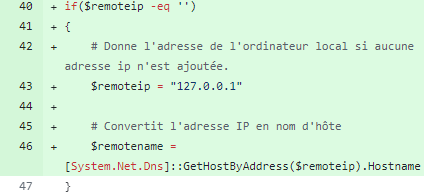 40 + if($remoteip -eq '')
41 + {
42 + # Donne l'adresse de l'ordinateur local si aucune
adresse ip n'est ajoutée.
43 + $remoteip = "127.0.0.1"
44 +
45 + # Convertit l'adresse IP en nom d'hôte
46 + $remotename =
[System.Net.Dns]::GetHostByAddress($remoteip).Hostname
47 }